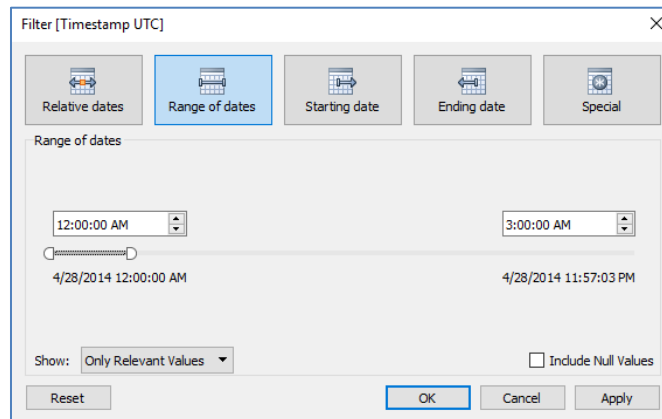 Filter [Timestamp UTC]
Relative dates
Range of dates
Starting date
Ending date
Special
Range of dates
12:00:00 AM
3:00:00 AM
4/28/2014 12:00:00 AM
4/28/2014 11:57:03 PM
Show:
Only Relevant Values
Include Null Values
Reset
OK
Cancel
Apply